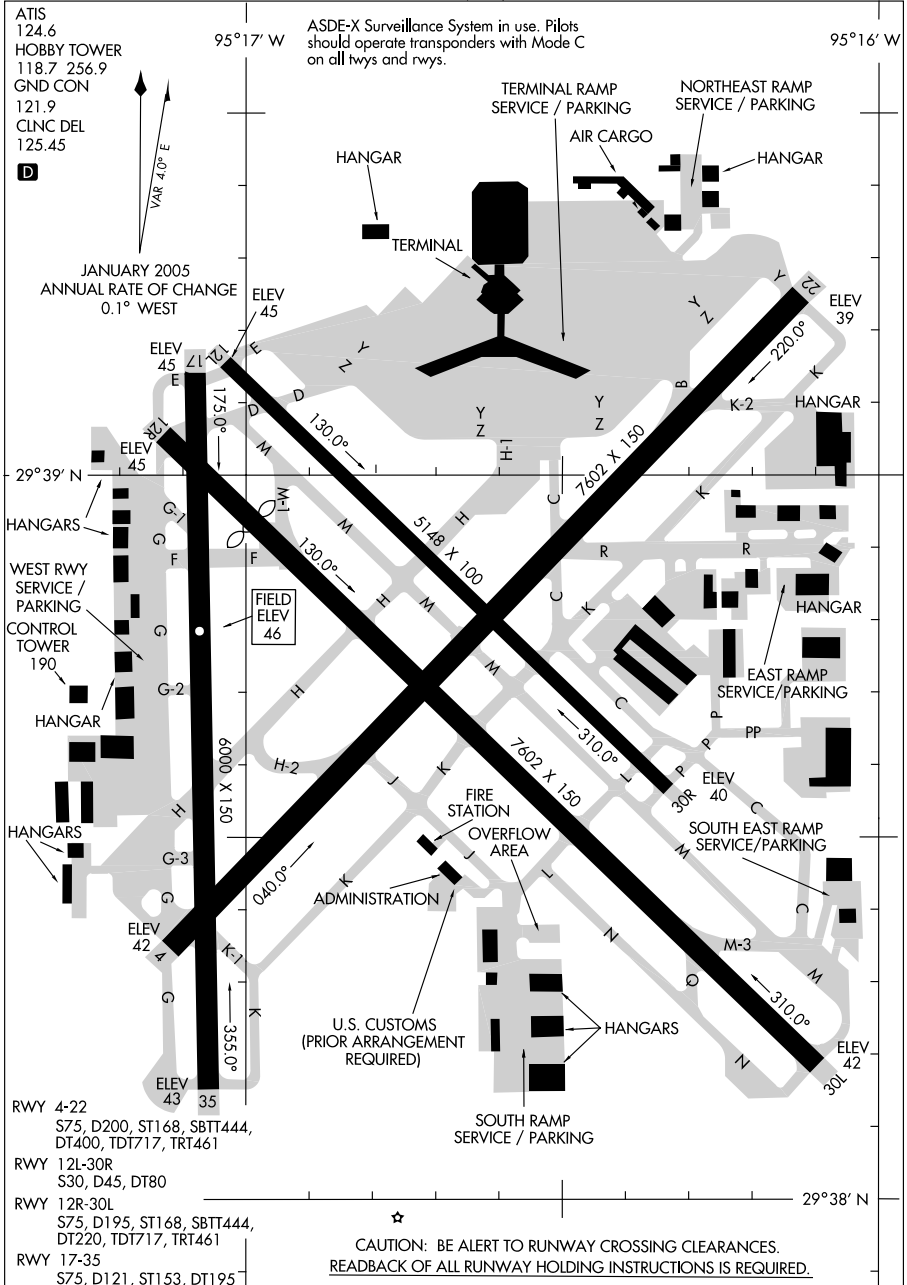 ATIS
124.6
HOBBY TOWER
118.7 256.9
GND CON
121.9
CLNC DEL
125.45
D
95°17' W
ASDE-X Surveillance System in use. Pilots
should operate transponders with Mode C
on all twys and rwys.
95°16' W
VAR 4.0° E
JANUARY 2005
ANNUAL RATE OF CHANGE
0.1° WEST
HANGAR
TERMINAL
TERMINAL RAMP
SERVICE / PARKING
AIR CARGO
NORTHEAST RAMP
SERVICE / PARKING
HANGAR
ELEV
45
ELEV
45
ELEV
45
ELEV
39
17
12L
12R
22
E
E
D
D
Y
Z
Y
Z
Y
Z
Y
Z
Y
B
K
K-2
HANGAR
175.0°
130.0°
220.0°
7602 X 150
29°39' N
HANGARS
WEST RWY
SERVICE /
PARKING
CONTROL
TOWER
190
HANGAR
HANGARS
G-1
G
F
F
G
G-2
H
G-3
G
G
M
M-1
M
130.0°
5148 X 100
H-1
H
H
M
M
H
C
C
R
R
K
K
HANGAR
EAST RAMP
SERVICE/PARKING
FIELD
ELEV
46
6000 X 150
H-2
J
K
310.0°
7602 X 150
C
L
P
P
P
PP
30R
ELEV
40
C
SOUTH EAST RAMP
SERVICE/PARKING
FIRE
STATION
OVERFLOW
AREA
ADMINISTRATION
J
L
M
C
040.0°
K
ELEV
42
4
K-1
K
355.0°
U.S. CUSTOMS
(PRIOR ARRANGEMENT
REQUIRED)
HANGARS
N
Q
M-3
M
310.0°
N
ELEV
42
30L
ELEV
43
35
SOUTH RAMP
SERVICE / PARKING
RWY 4-22
S75, D200, ST168, SBTT444,
DT400, TDT717, TRT461
RWY 12L-30R
S30, D45, DT80
RWY 12R-30L
S75, D195, ST168, SBTT444,
DT220, TDT717, TRT461
RWY 17-35
S75, D121, ST153, DT195
29°38' N
CAUTION: BE ALERT TO RUNWAY CROSSING CLEARANCES.
READBACK OF ALL RUNWAY HOLDING INSTRUCTIONS IS REQUIRED.